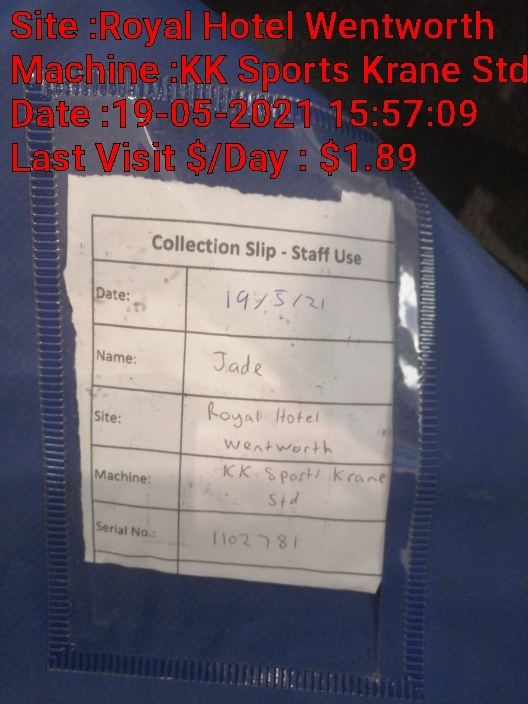 Site :Royal Hotel Wentworth
Machine :KK Sports Krane Std
Date :19-05-2021 15:57:09
Last Visit $/Day : $1.89
Collection Slip - Staff Use
Date: 19/5/21
Name: Jade
Site: Royal Hotel
Wentworth
Machine: KK Sports Krane
Std
Serial No.: 1102781